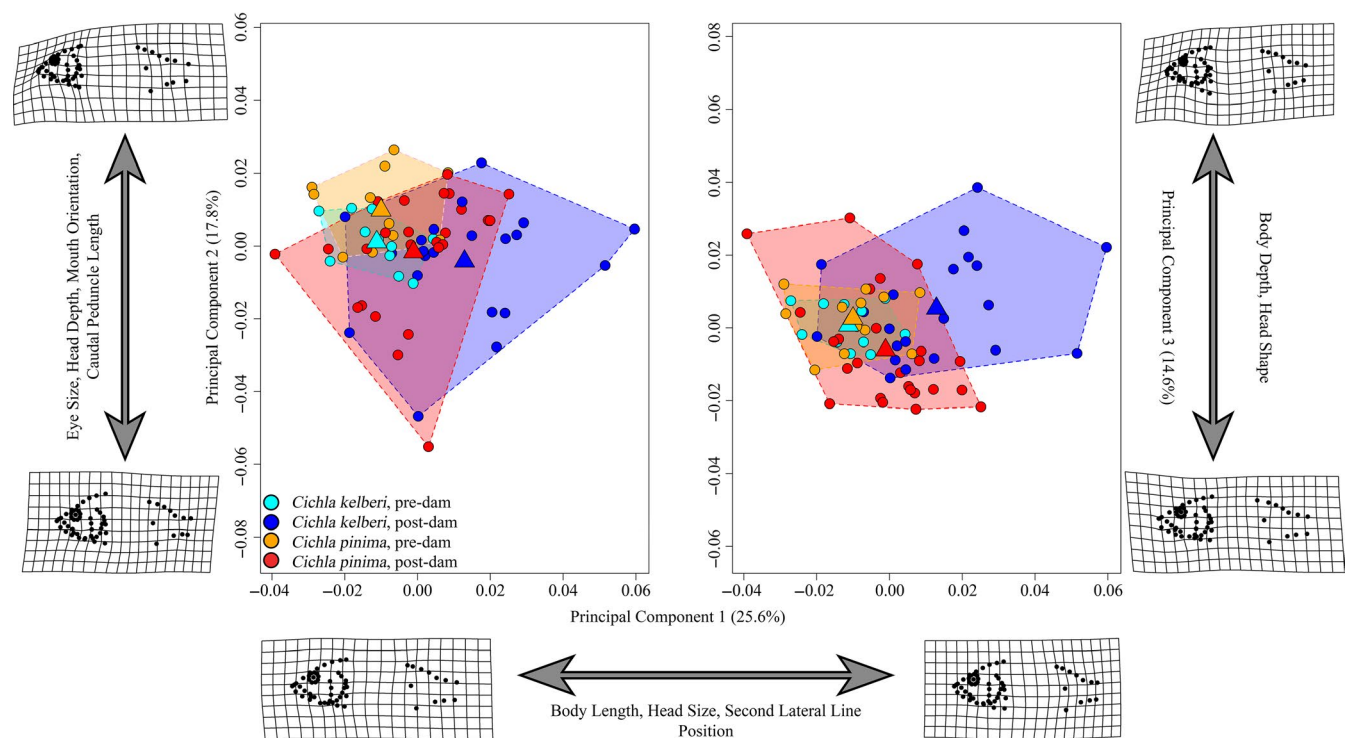 0.06
0.04
0.02
0.00
−0.02
−0.04
−0.06
−0.08
Principal Component 2 (17.8%)
Eye Size, Head Depth, Mouth Orientation,
Caudal Peduncle Length
Cichla kelberi, pre-dam
Cichla kelberi, post-dam
Cichla pinima, pre-dam
Cichla pinima, post-dam
−0.04 −0.02 0.00 0.02 0.04 0.06
0.08
0.06
0.04
0.02
0.00
−0.02
−0.04
−0.06
−0.04 −0.02 0.00 0.02 0.04 0.06
Principal Component 3 (14.6%)
Body Depth, Head Shape
Principal Component 1 (25.6%)
Body Length, Head Size, Second Lateral Line
Position